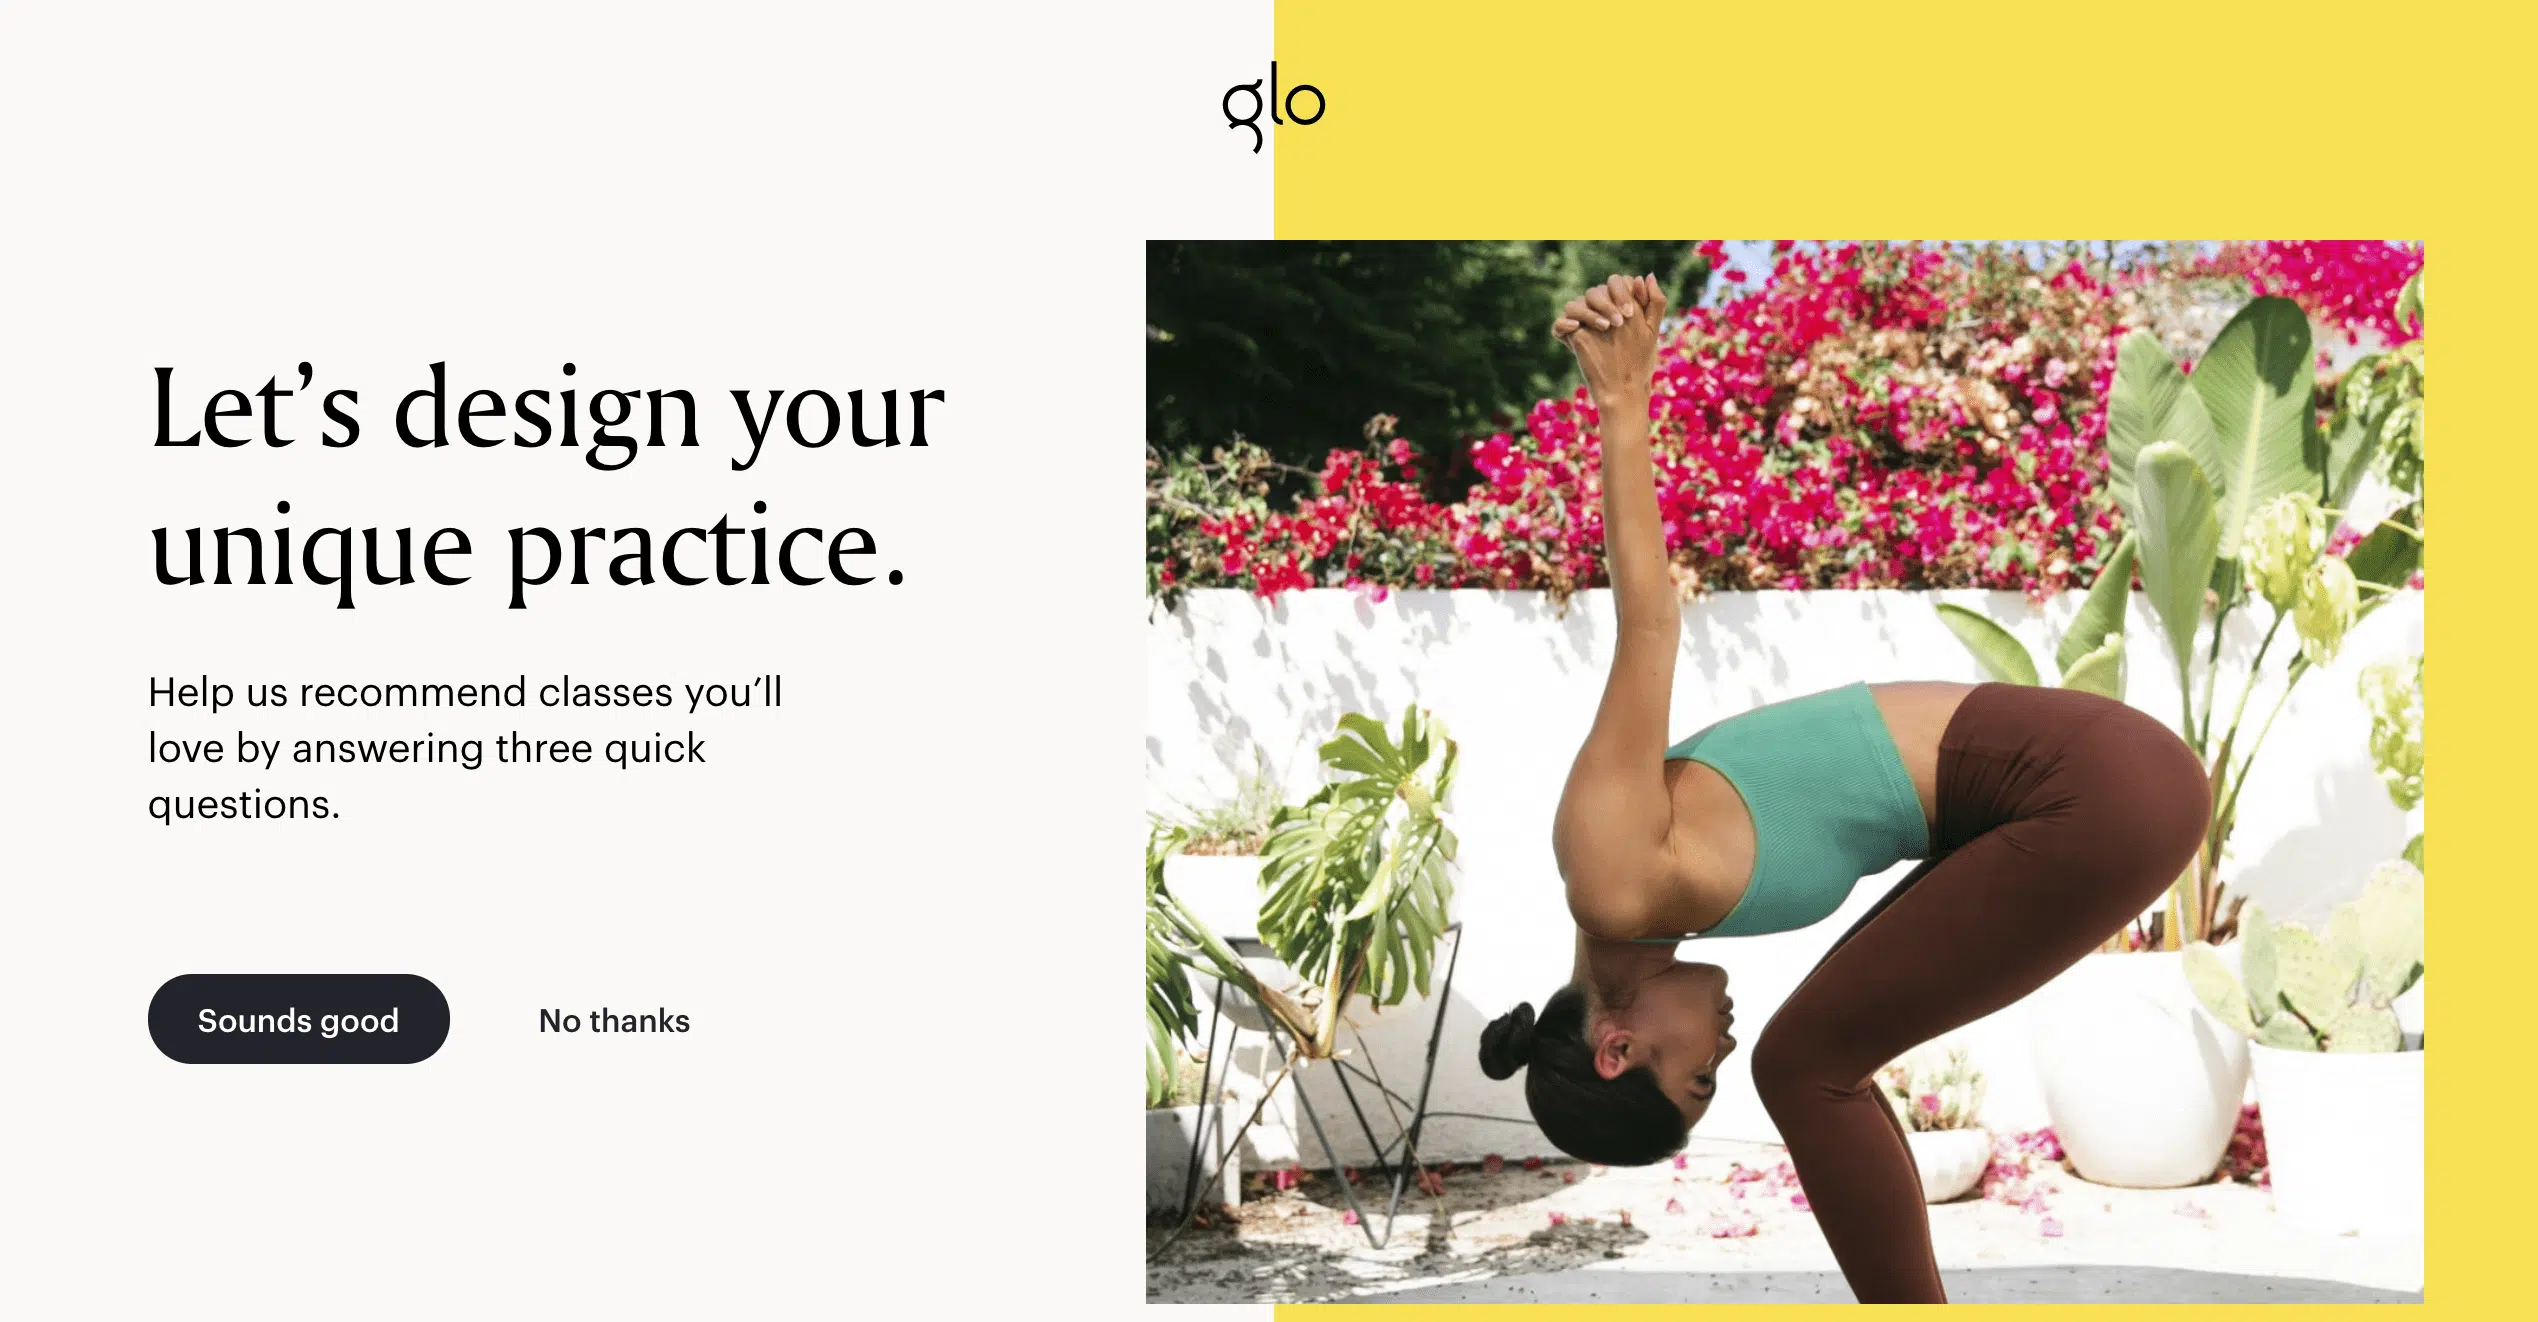 glo
Let’s design your
unique practice.
Help us recommend classes you’ll
love by answering three quick
questions.
Sounds good
No thanks